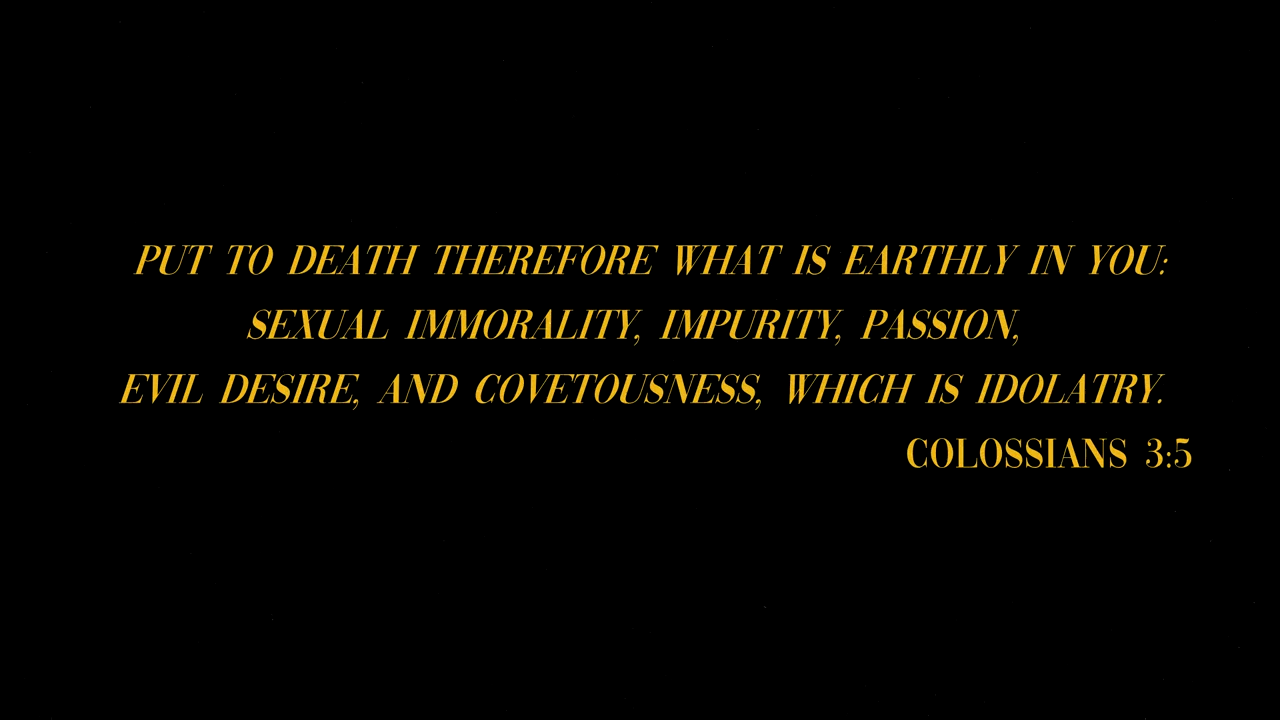 PUT TO DEATH THEREFORE WHAT IS EARTHLY IN YOU:
SEXUAL IMMORALITY, IMPURITY, PASSION,
EVIL DESIRE, AND COVETOUSNESS, WHICH IS IDOLATRY.
COLOSSIANS 3:5